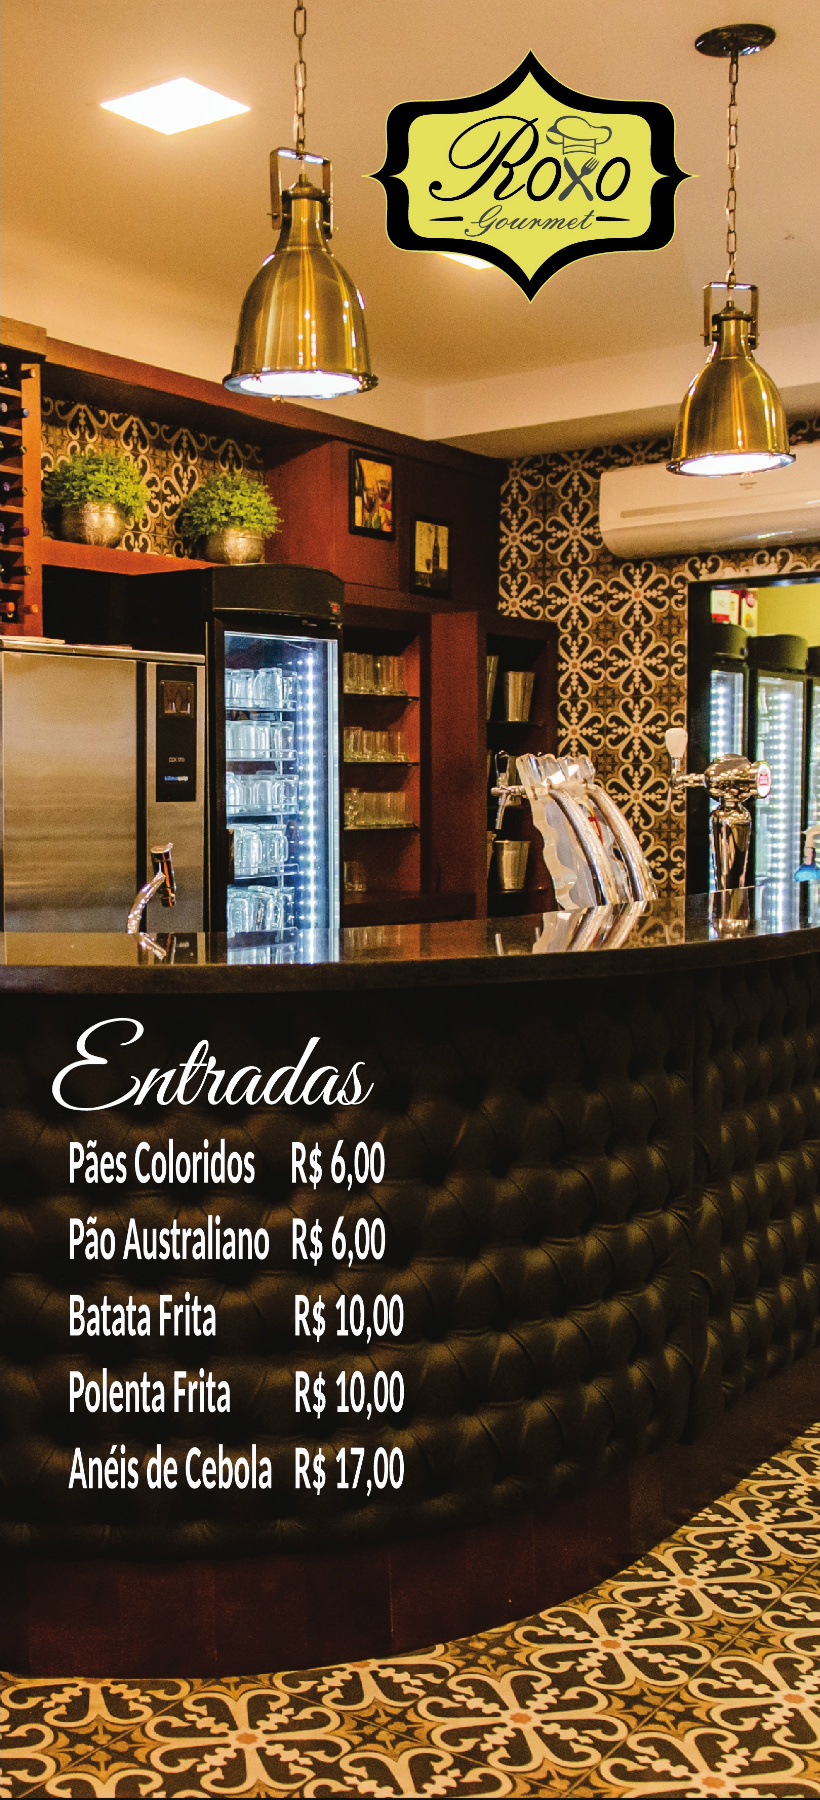 Roxo
Gourmet
Entradas
Pães Coloridos R$ 6,00
Pão Australiano R$ 6,00
Batata Frita R$ 10,00
Polenta Frita R$ 10,00
Anéis de Cebola R$ 17,00